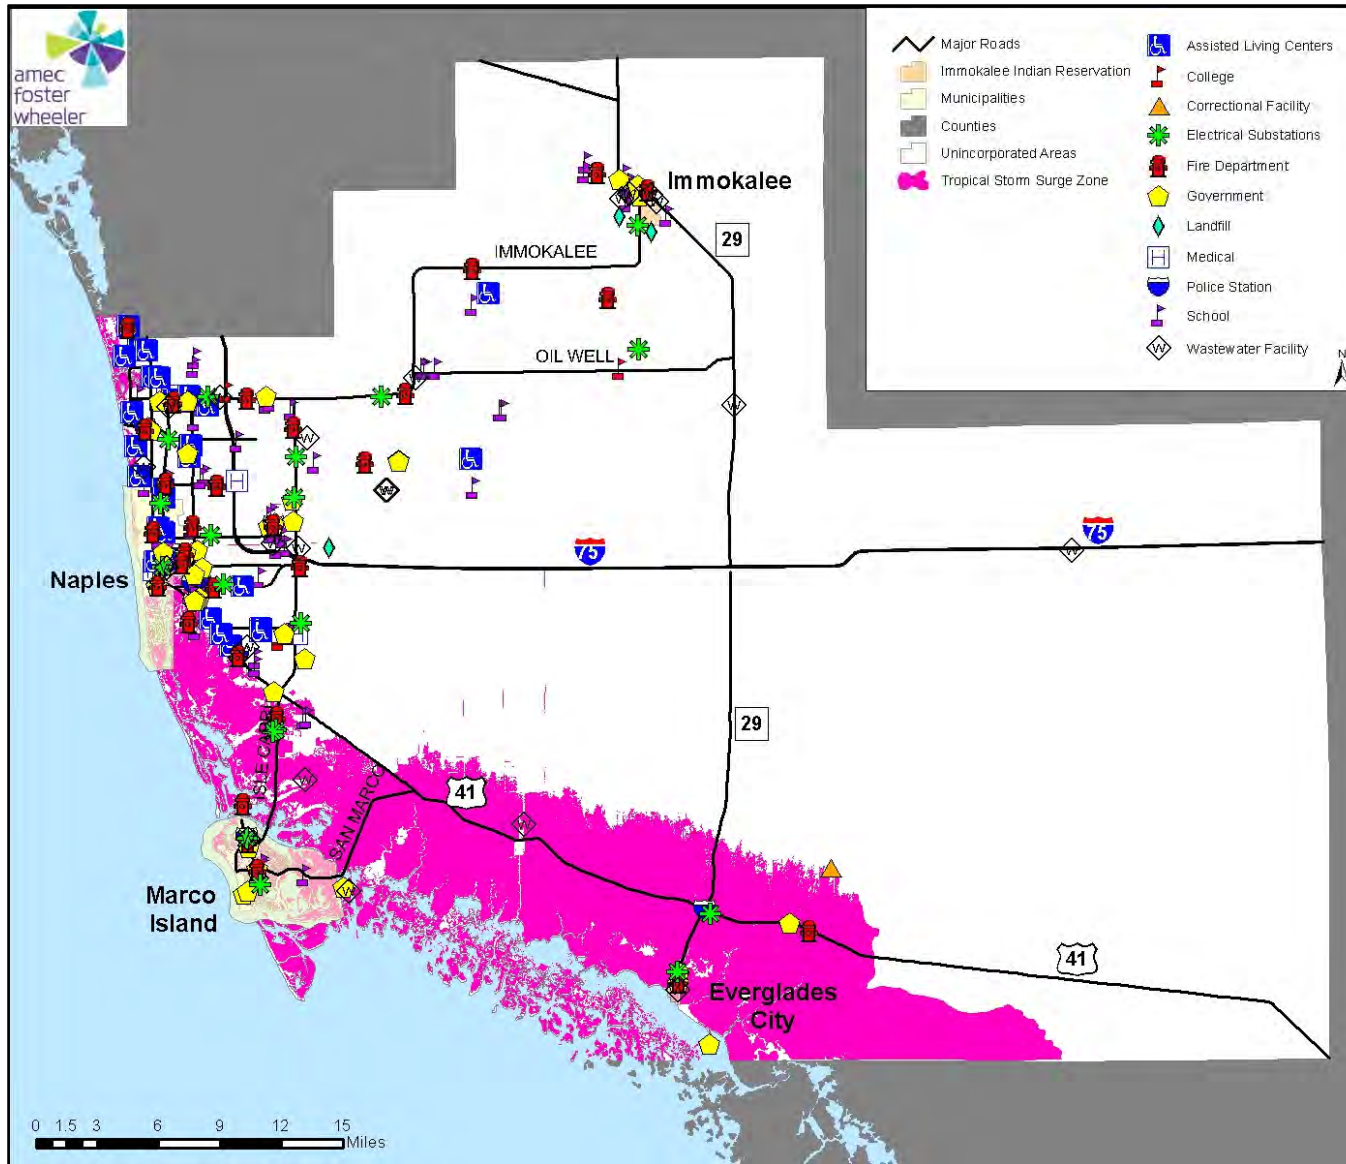 amec
foster
wheeler
Major Roads
Immokalee Indian Reservation
Municipalities
Counties
Unincorporated Areas
Tropical Storm Surge Zone
Assisted Living Centers
College
Correctional Facility
Electrical Substations
Fire Department
Government
Landfill
Medical
Police Station
School
Wastewater Facility
N
Immokalee
29
IMMOKALEE
OIL WELL
75
75
Naples
29
ISLE CAPRI
SAN MARCO
41
Marco
Island
Everglades
City
41
0 1.5 3 6 9 12 15
Miles